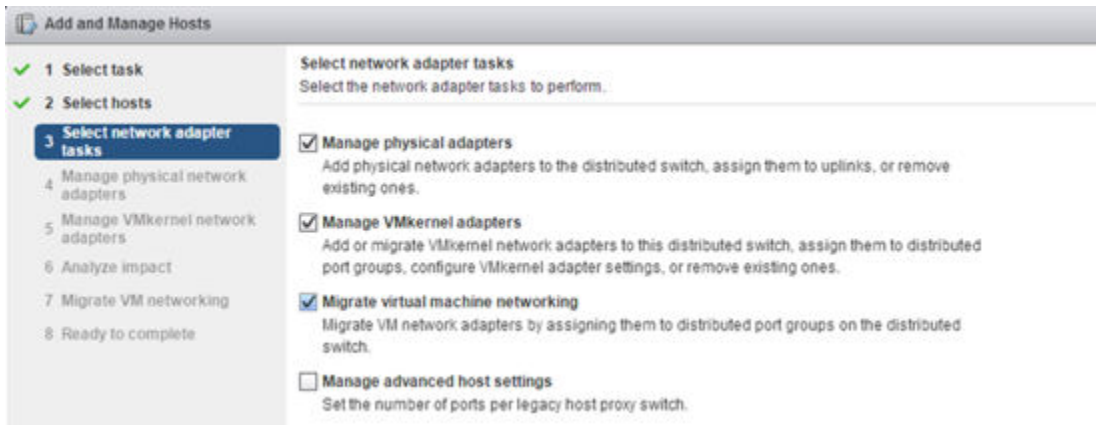 Add and Manage Hosts
1 Select task
2 Select hosts
3 Select network adapter
tasks
4 Manage physical network
adapters
5 Manage VMkernel network
adapters
6 Analyze impact
7 Migrate VM networking
8 Ready to complete
Select network adapter tasks
Select the network adapter tasks to perform.
Manage physical adapters
Add physical network adapters to the distributed switch, assign them to uplinks, or remove
existing ones.
Manage VMkernel adapters
Add or migrate VMkernel network adapters to this distributed switch, assign them to distributed
port groups, configure VMkernel adapter settings, or remove existing ones.
Migrate virtual machine networking
Migrate VM network adapters by assigning them to distributed port groups on the distributed
switch.
Manage advanced host settings
Set the number of ports per legacy host proxy switch.